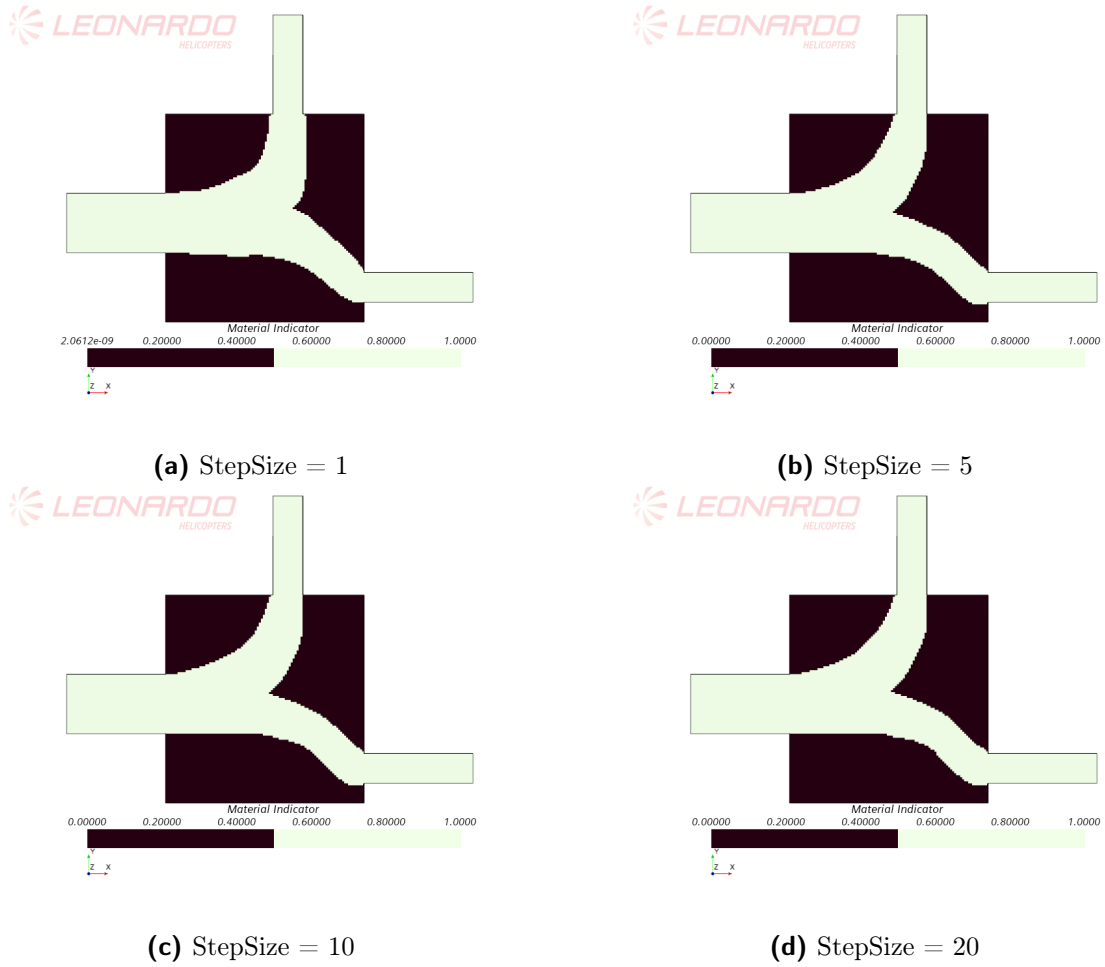 LEONARDO
HELICOPTERS
Material Indicator
2.0612e-09 0.20000 0.40000 0.60000 0.80000 1.0000
Y
Z X
(a) StepSize = 1
LEONARDO
HELICOPTERS
Material Indicator
0.00000 0.20000 0.40000 0.60000 0.80000 1.0000
Y
Z X
(b) StepSize = 5
LEONARDO
HELICOPTERS
Material Indicator
0.00000 0.20000 0.40000 0.60000 0.80000 1.0000
Y
Z X
(c) StepSize = 10
LEONARDO
HELICOPTERS
Material Indicator
0.00000 0.20000 0.40000 0.60000 0.80000 1.0000
Y
Z X
(d) StepSize = 20